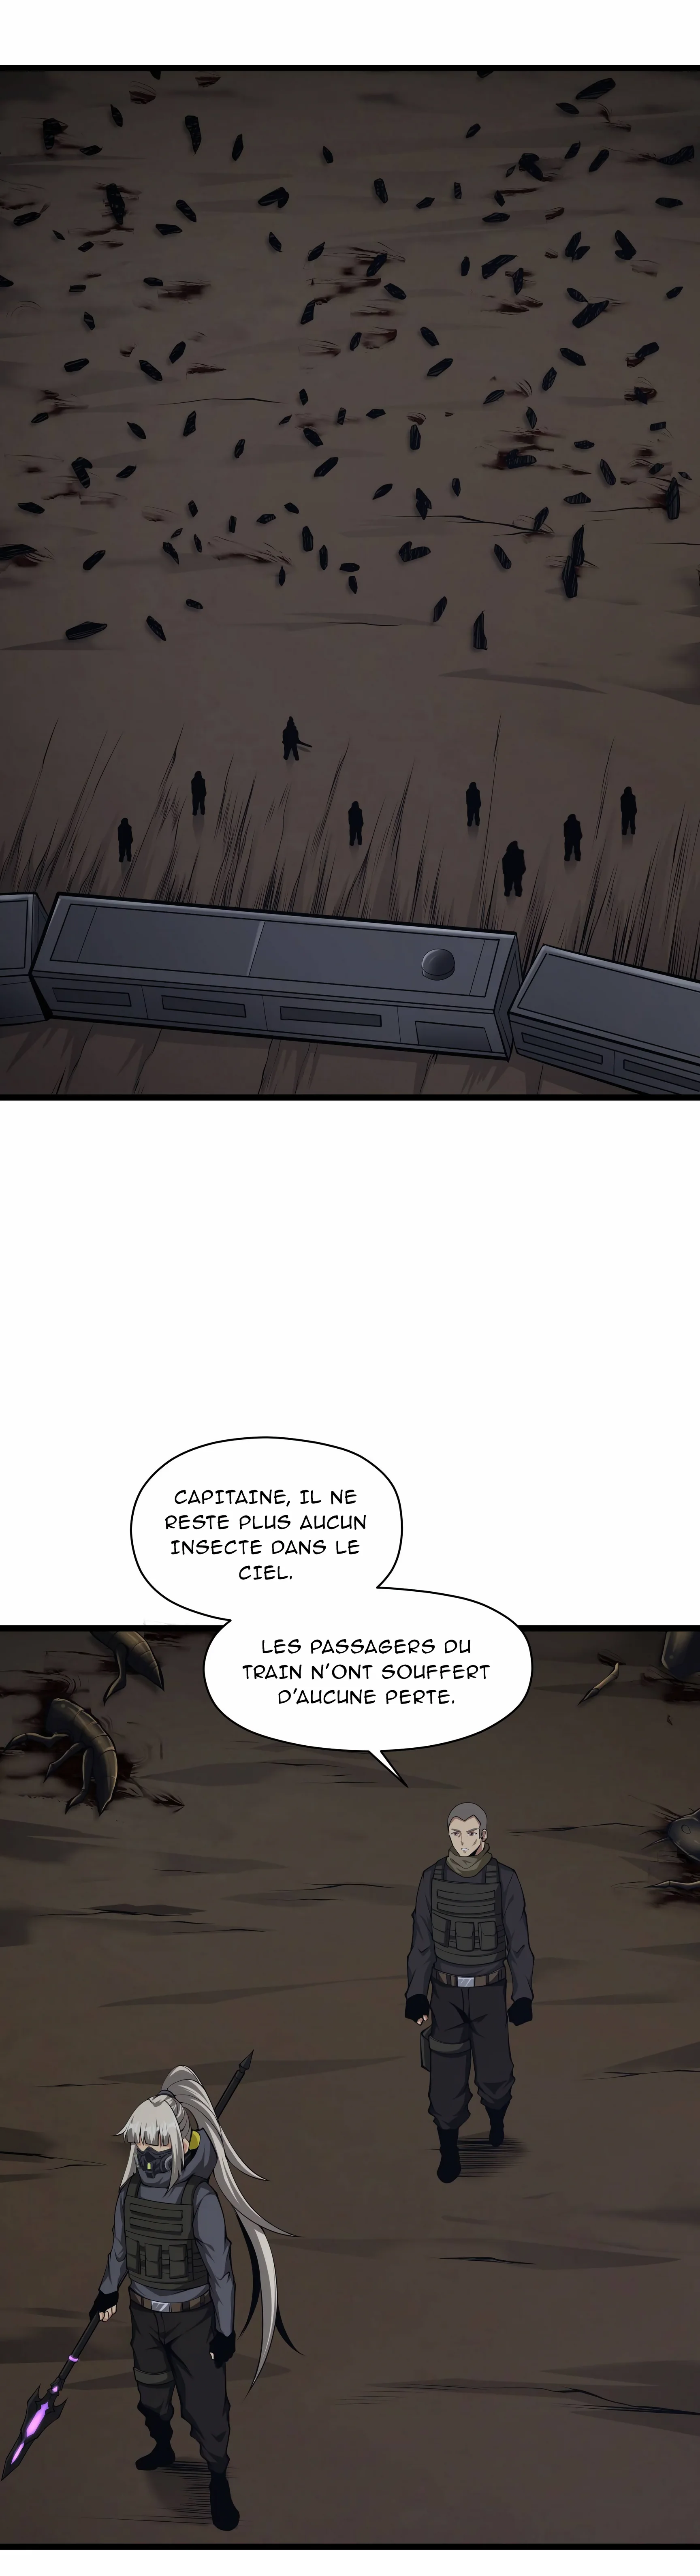 CAPITAINE, IL NE
RESTE PLUS AUCUN
INSECTE DANS LE
CIEL.
LES PASSAGERS DU
TRAIN N'ONT SOUFFERT
D'AUCUNE PERTE.